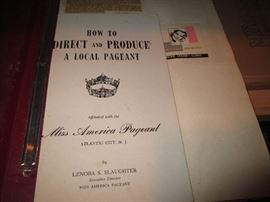 HOW TO
DIRECT AND PRODUCE
A LOCAL PAGEANT
Affiliated with the
Miss America Pageant
ATLANTIC CITY, N. J.
by
LENORA S. SLAUGHTER
Executive Director
MISS AMERICA PAGEANT